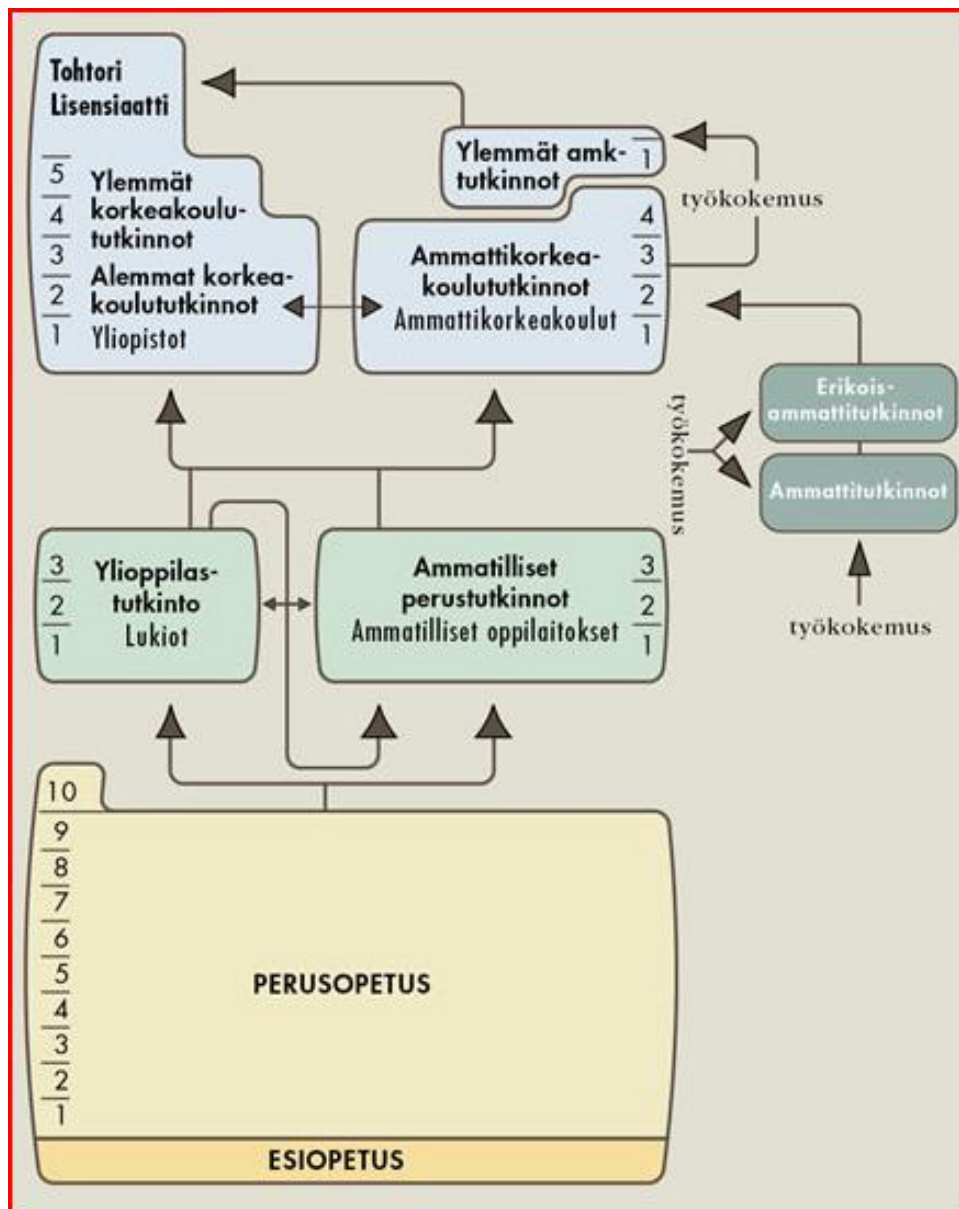 Tohtori
Lisensiaatti
5
4
3
2
1
Ylemmät
korkeakoulu-
tutkinnot
Alemmat korkea-
koulututkinnot
Yliopistot
Ylemmät amk-
tutkinnot
1
työkokemus
Ammattikorkea-
koulututkinnot
Ammattikorkeakoulut
4
3
2
1
Erikois-
ammattitutkinnot
Ammattitutkinnot
työkokemus
työkokemus
3
2
1
Ylioppilas-
tutkinto
Lukiot
Ammatilliset
perustutkinnot
Ammatilliset oppilaitokset
3
2
1
10
9
8
7
6
5
4
3
2
1
PERUSOPETUS
ESIOPETUS